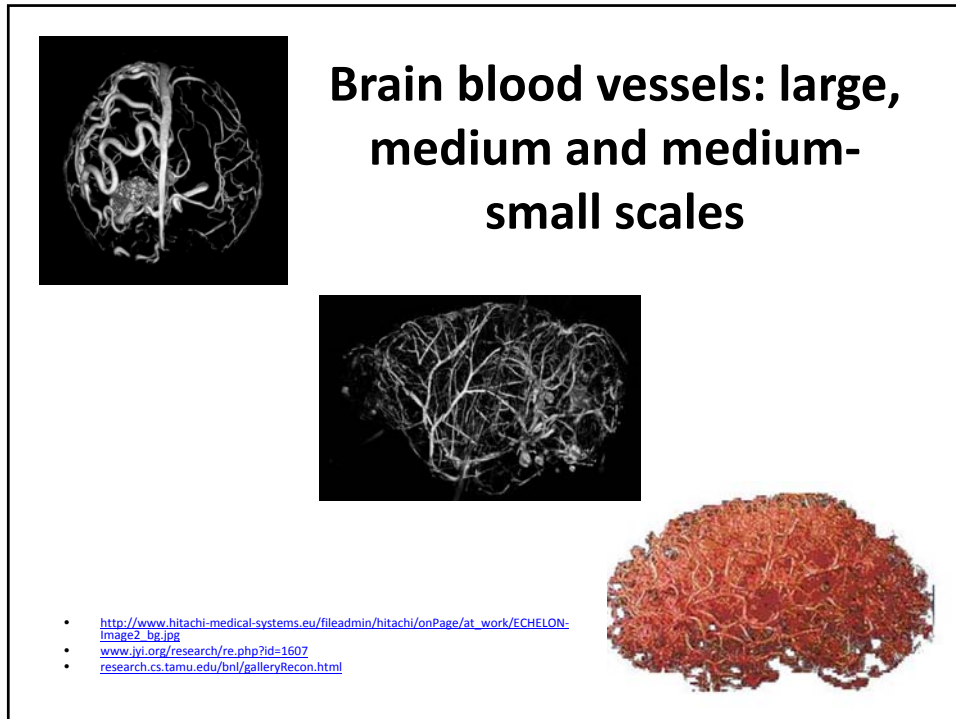 Brain blood vessels: large,
medium and medium-
small scales
• http://www.hitachi-medical-systems.eu/fileadmin/hitachi/onPage/at_work/ECHELON-
Image2_bg.jpg
• www.jyi.org/research/re.php?id=1607
• research.cs.tamu.edu/bnl/galleryRecon.html